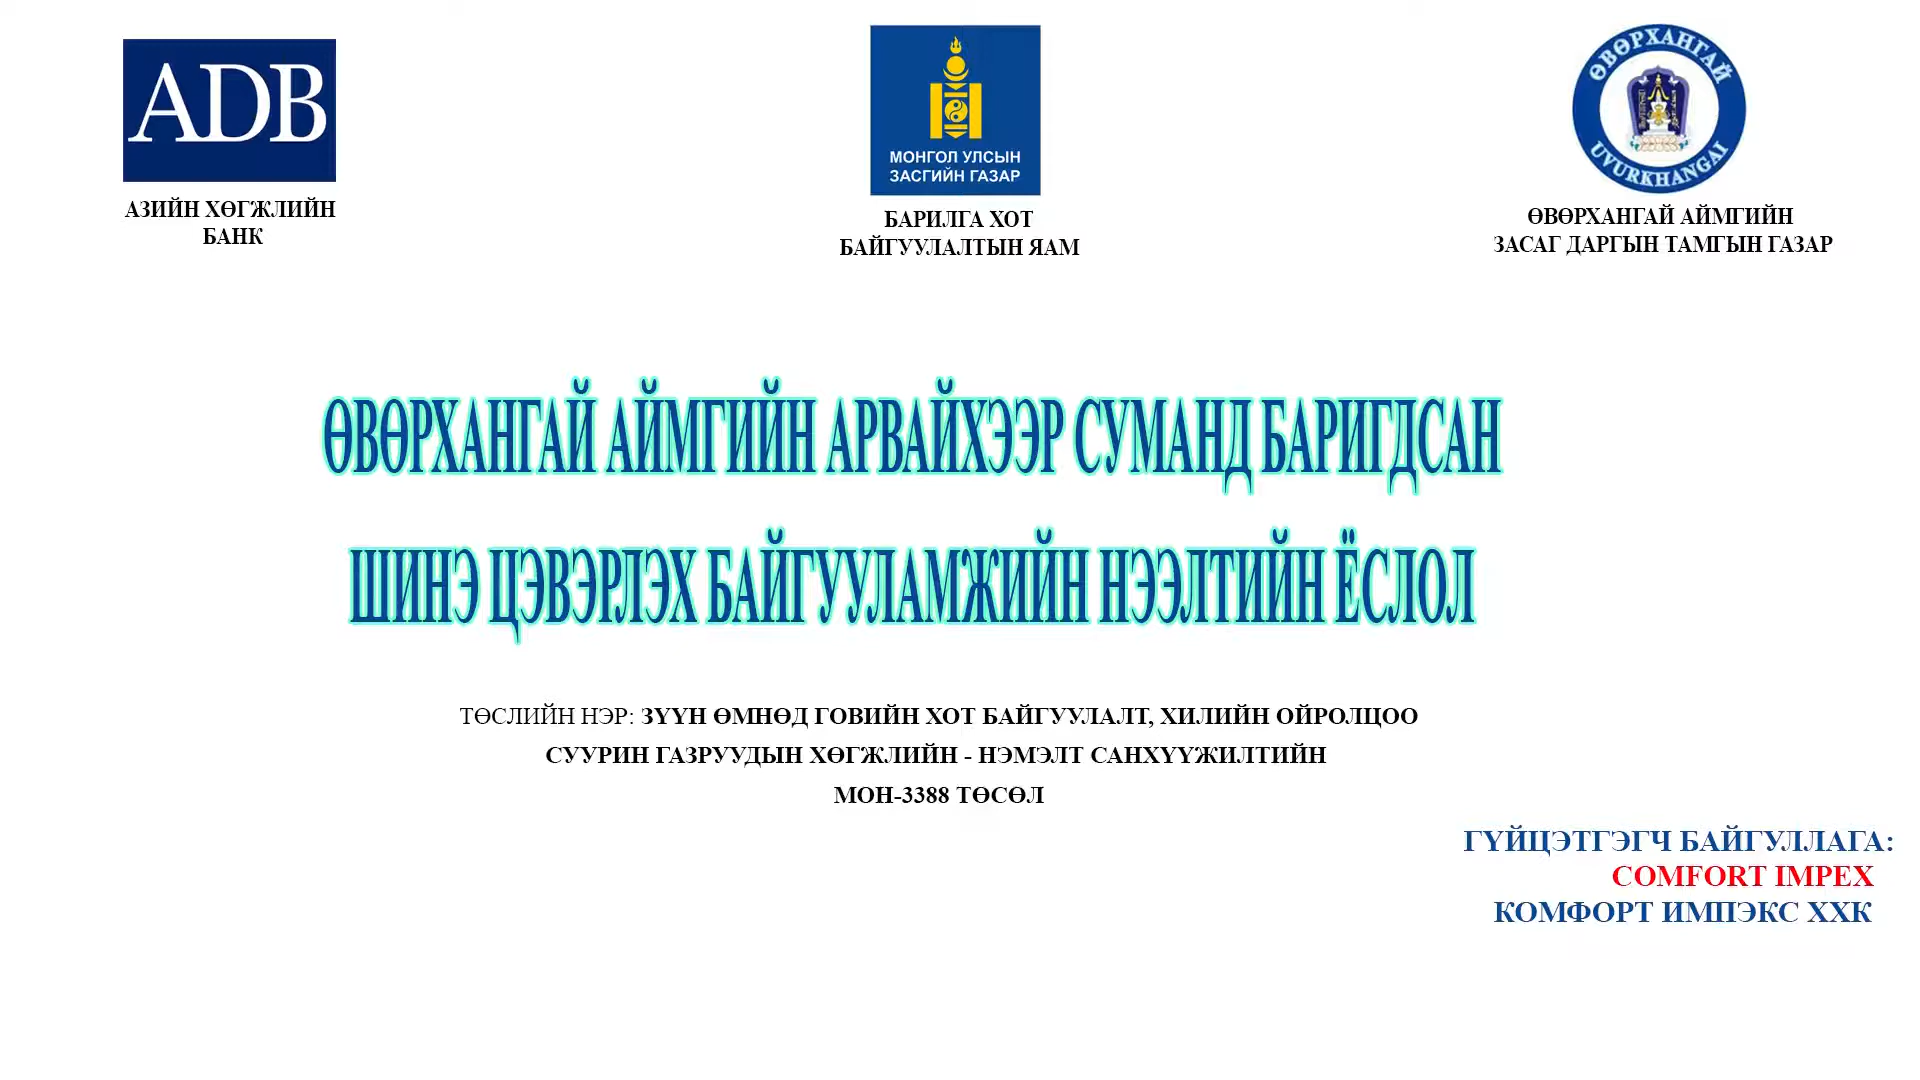 ADB
АЗИЙН ХӨГЖЛИЙН
БАНК
МОНГОЛ УЛСЫН
ЗАСГИЙН ГАЗАР
БАРИЛГА ХОТ
БАЙГУУЛАЛТЫН ЯАМ
ӨВӨРХАНГАЙ
UVURKHANGAI
ӨВӨРХАНГАЙ АЙМГИЙН
ЗАСАГ ДАРГЫН ТАМГЫН ГАЗАР
ӨВӨРХАНГАЙ АЙМГИЙН АРВАЙХЭЭР СУМАНД БАРИГДСАН
ШИНЭ ЦЭВЭРЛЭХ БАЙГУУЛАМЖИЙН НЭЭЛТИЙН ЁСЛОЛ
ТӨСЛИЙН НЭР: ЗҮҮН ӨМНӨД ГОВИЙН ХОТ БАЙГУУЛАЛТ, ХИЛИЙН ОЙРОЛЦОО
СУУРИН ГАЗРУУДЫН ХӨГЖЛИЙН - НЭМЭЛТ САНХҮҮЖИЛТИЙН
МОН-3388 ТӨСӨЛ
ГҮЙЦЭТГЭГЧ БАЙГУЛЛАГА:
COMFORT IMPEX
КОМФОРТ ИМПЭКС ХХК